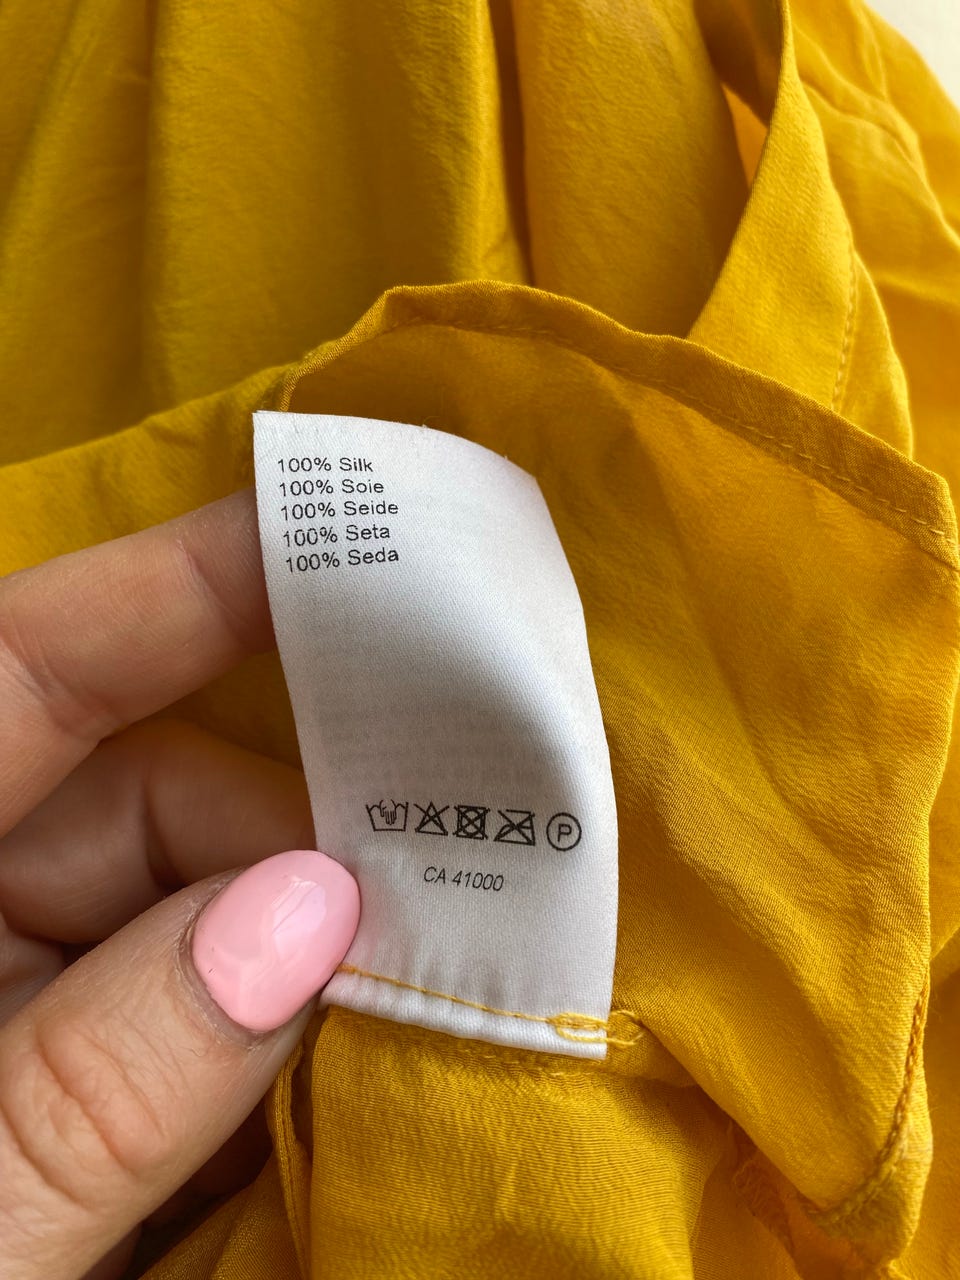 100% Silk
100% Soie
100% Seide
100% Seta
100% Seda
P
CA 41000